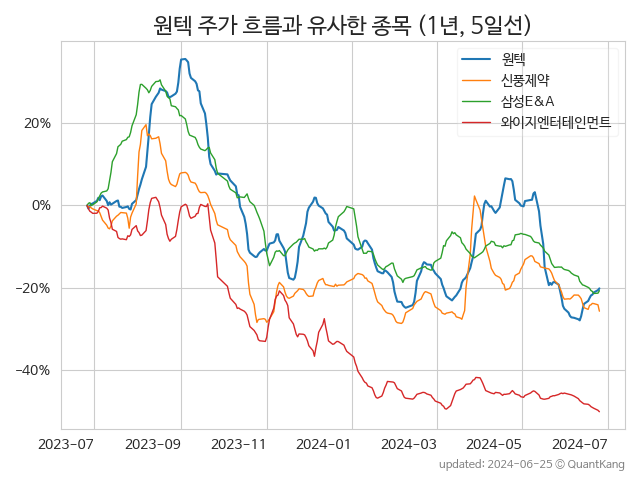 원텍 주가 흐름과 유사한 종목 (1년, 5일선)
원텍
신풍제약
삼성E&A
와이지엔터테인먼트
20%
0%
−20%
−40%
2023-07 2023-09 2023-11 2024-01 2024-03 2024-05 2024-07
updated: 2024-06-25 ⓒ QuantKang